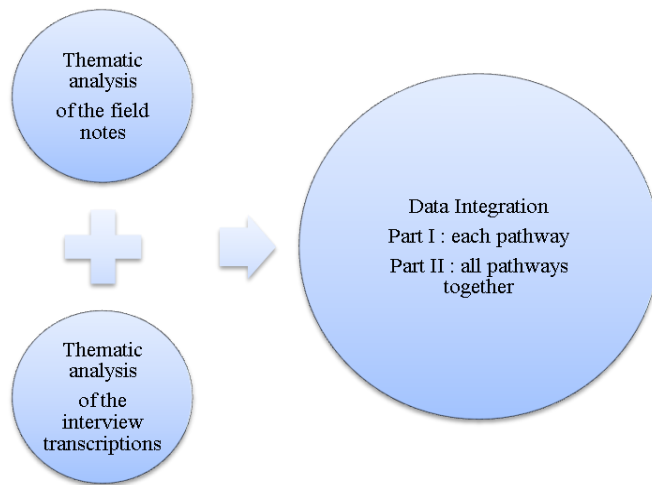 Thematic
analysis
of the field
notes
Thematic
analysis
of the
interview
transcriptions
Data Integration
Part I : each pathway
Part II : all pathways
together